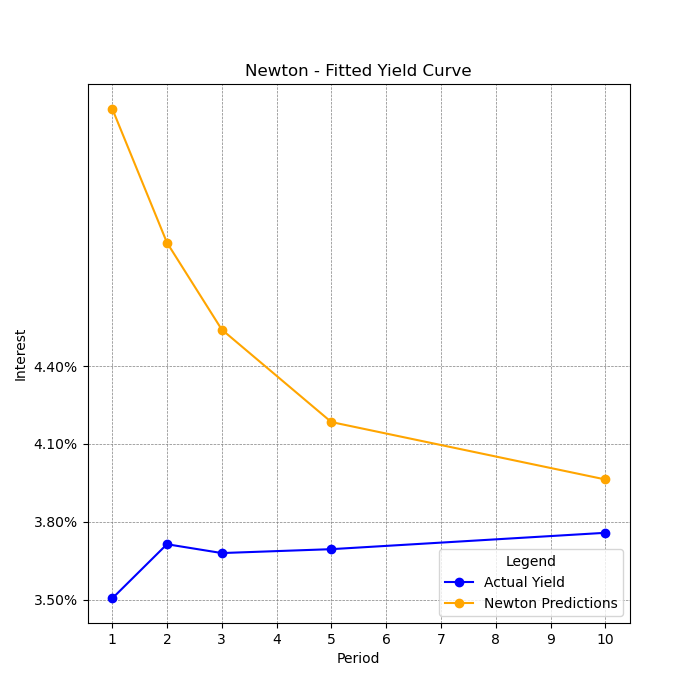 Newton - Fitted Yield Curve
Interest
4.40%
4.10%
3.80%
3.50%
Legend
Actual Yield
Newton Predictions
1 2 3 4 5 6 7 8 9 10
Period